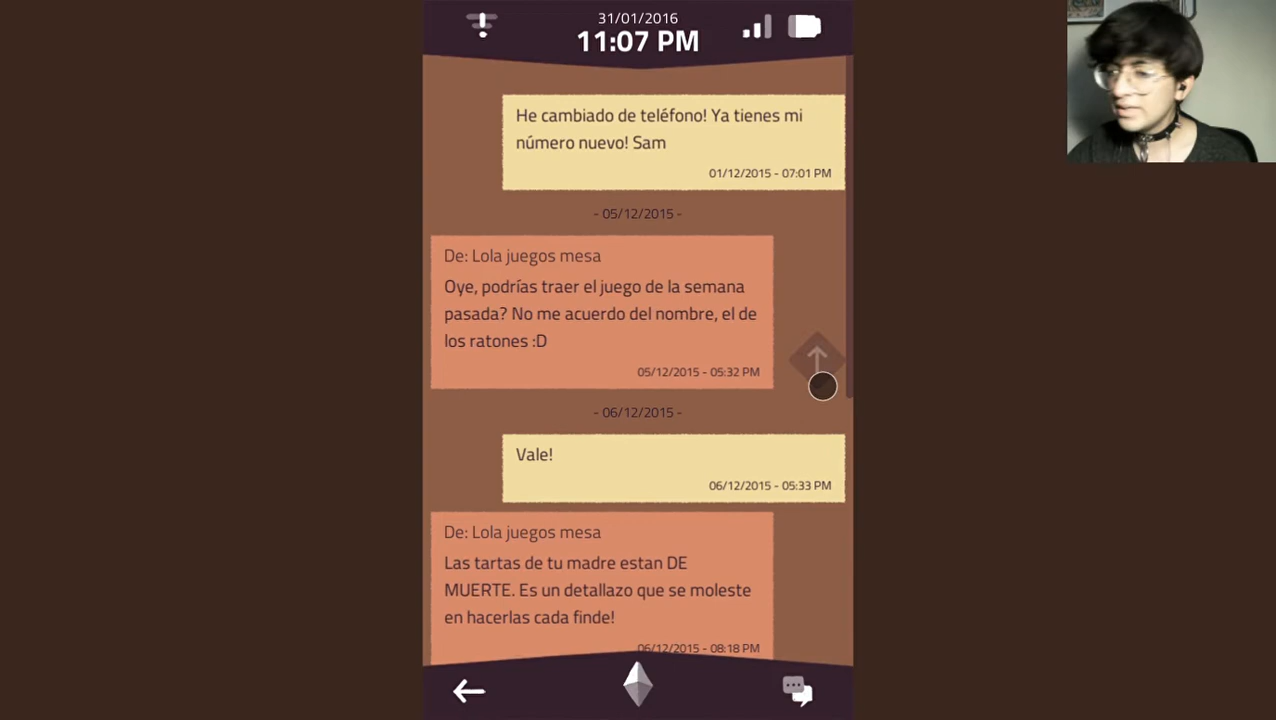 31/01/2016
11:07 PM
He cambiado de teléfono! Ya tienes mi
número nuevo! Sam
01/12/2015 - 07:01 PM
- 05/12/2015 -
De: Lola juegos mesa
Oye, podrías traer el juego de la semana
pasada? No me acuerdo del nombre, el de
los ratones :D
05/12/2015 - 05:32 PM
- 06/12/2015 -
Vale!
06/12/2015 - 05:33 PM
De: Lola juegos mesa
Las tartas de tu madre estan DE
MUERTE. Es un detallazo que se moleste
en hacerlas cada finde!
06/12/2015 - 08:18 PM